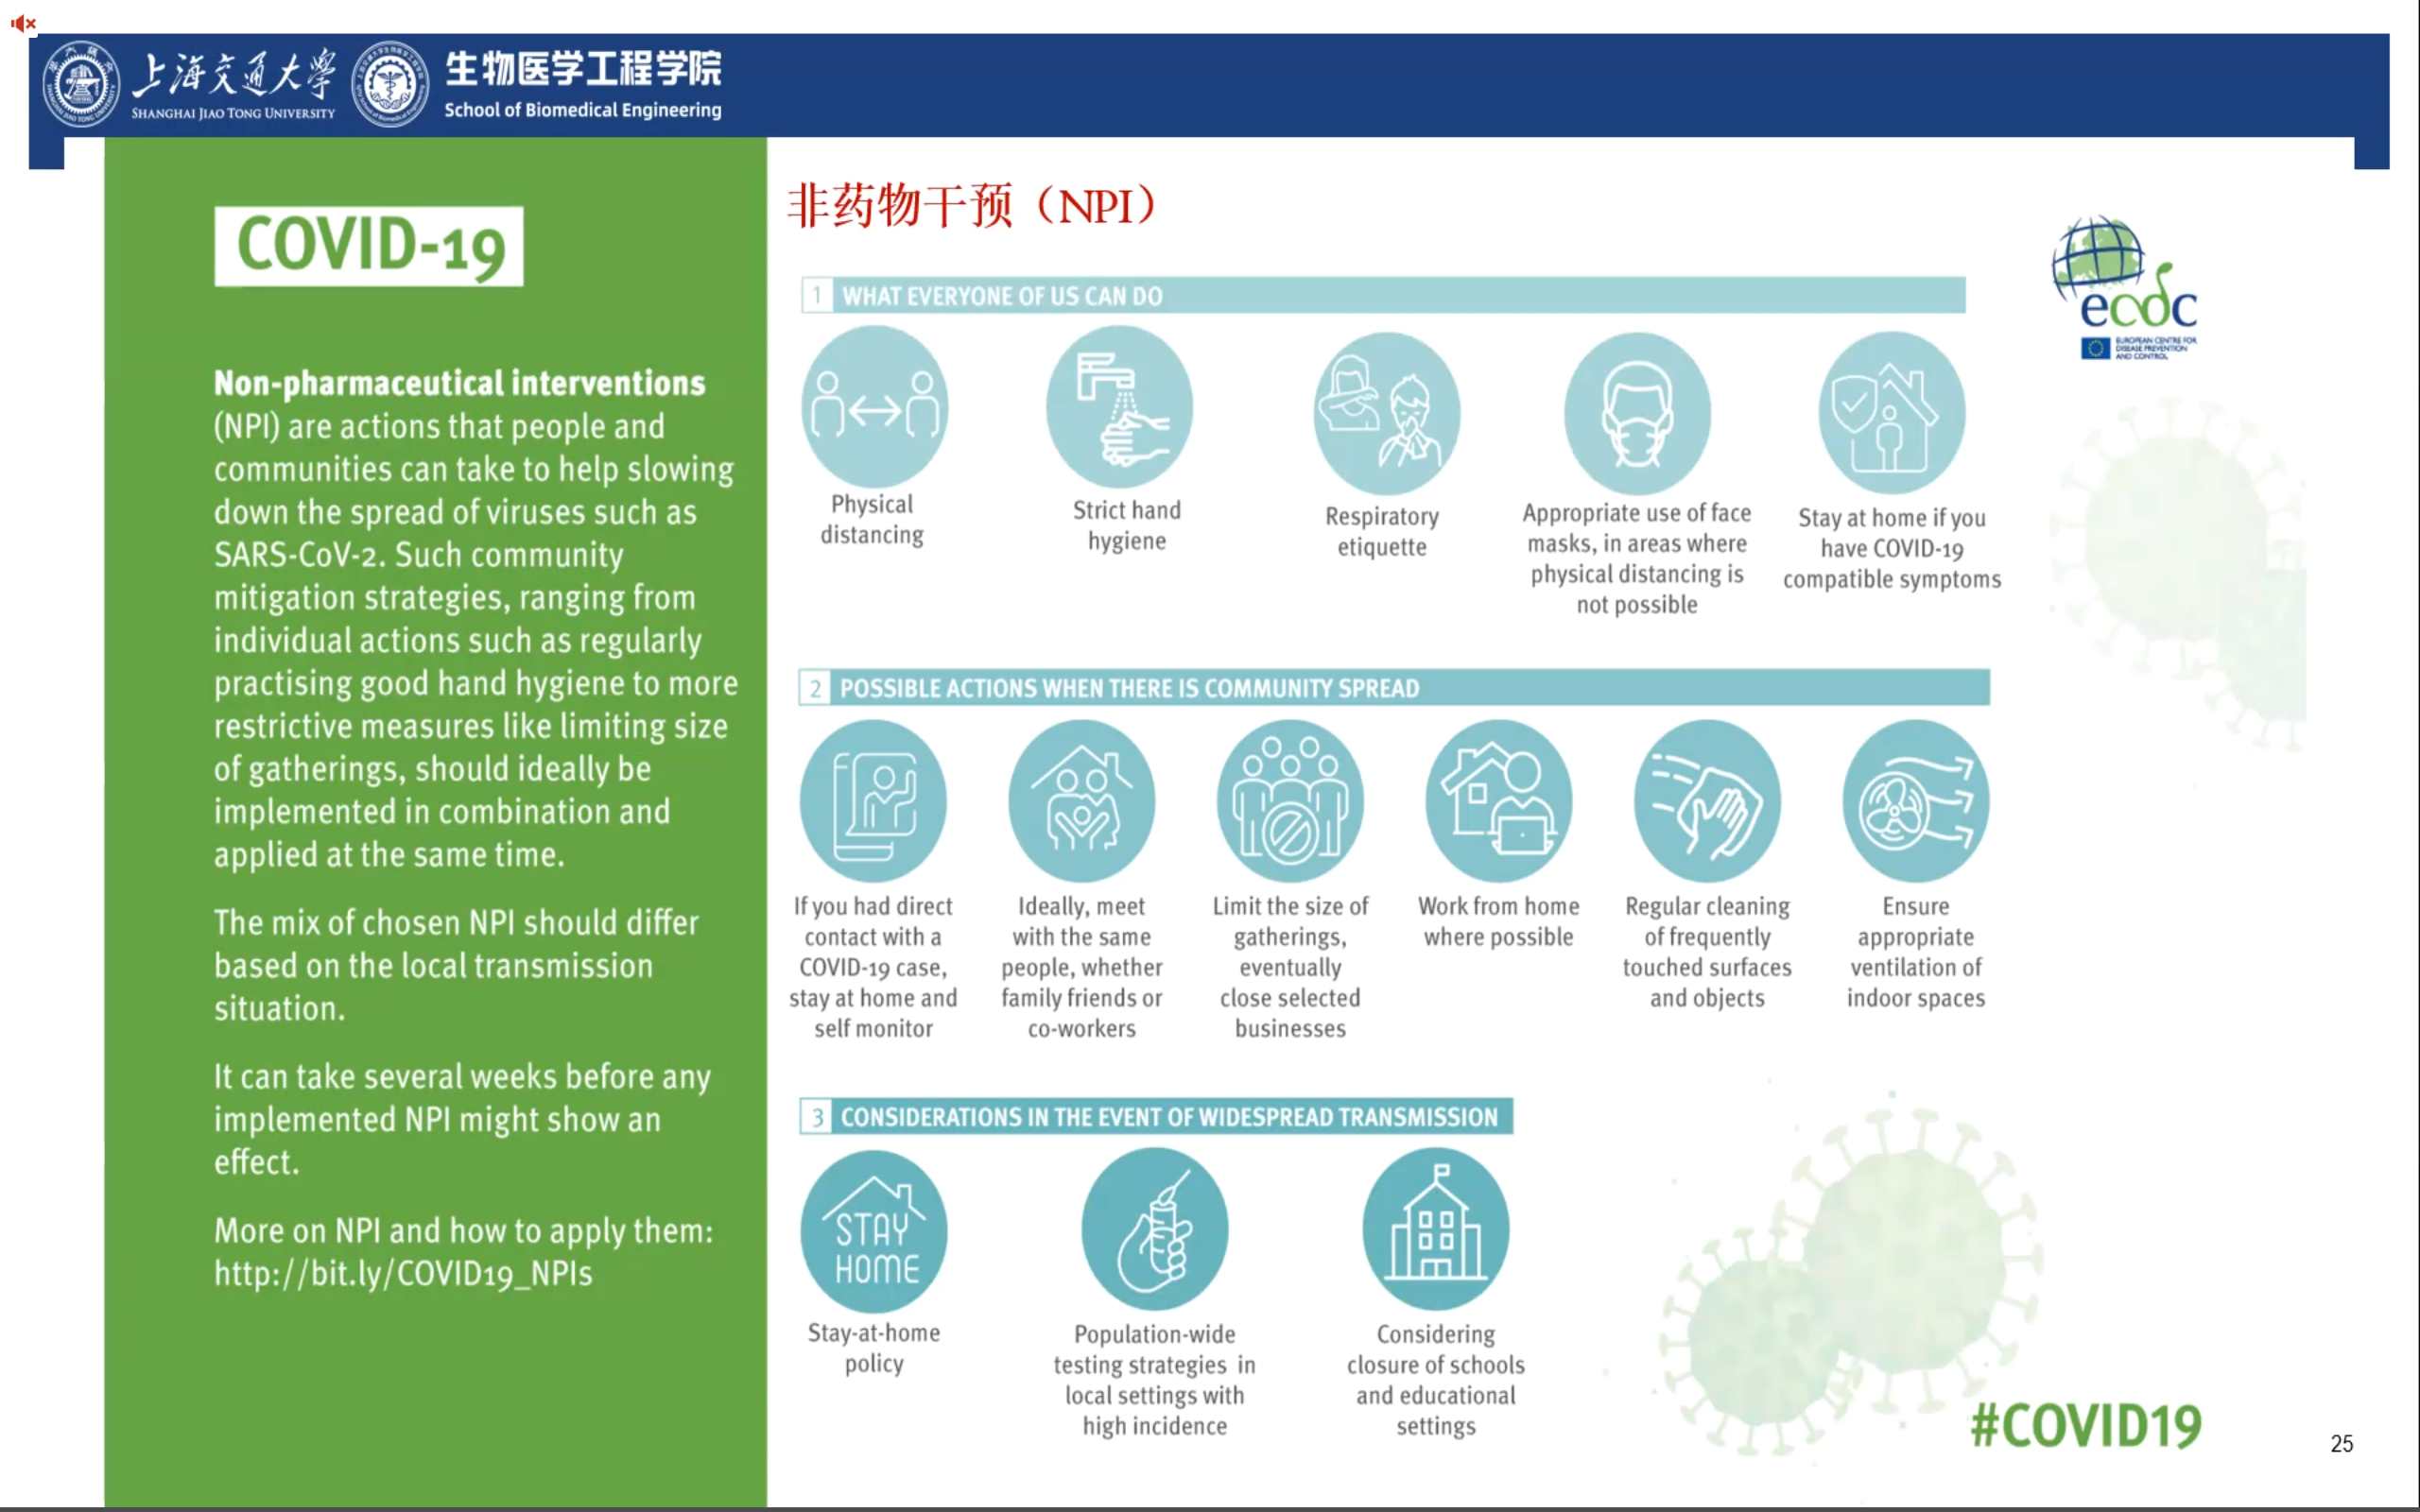 上海交通大学
SHANGHAI JIAO TONG UNIVERSITY
生物医学工程学院
School of Biomedical Engineering
COVID-19
Non-pharmaceutical interventions
(NPI) are actions that people and
communities can take to help slowing
down the spread of viruses such as
SARS-CoV-2. Such community
mitigation strategies, ranging from
individual actions such as regularly
practising good hand hygiene to more
restrictive measures like limiting size
of gatherings, should ideally be
implemented in combination and
applied at the same time.
The mix of chosen NPI should differ
based on the local transmission
situation.
It can take several weeks before any
implemented NPI might show an
effect.
More on NPI and how to apply them:
http://bit.ly/COVID19_NPIs
非药物干预（NPI）
ecdc
EUROPEAN CENTRE FOR
DISEASE PREVENTION
AND CONTROL
1 WHAT EVERYONE OF US CAN DO
Physical
distancing
Strict hand
hygiene
Respiratory
etiquette
Appropriate use of face
masks, in areas where
physical distancing is
not possible
Stay at home if you
have COVID-19
compatible symptoms
2 POSSIBLE ACTIONS WHEN THERE IS COMMUNITY SPREAD
If you had direct
contact with a
COVID-19 case,
stay at home and
self monitor
Ideally, meet
with the same
people, whether
family friends or
co-workers
Limit the size of
gatherings,
eventually
close selected
businesses
Work from home
where possible
Regular cleaning
of frequently
touched surfaces
and objects
Ensure
appropriate
ventilation of
indoor spaces
3 CONSIDERATIONS IN THE EVENT OF WIDESPREAD TRANSMISSION
STAY
HOME
Stay-at-home
policy
Population-wide
testing strategies in
local settings with
high incidence
Considering
closure of schools
and educational
settings
#COVID19
25